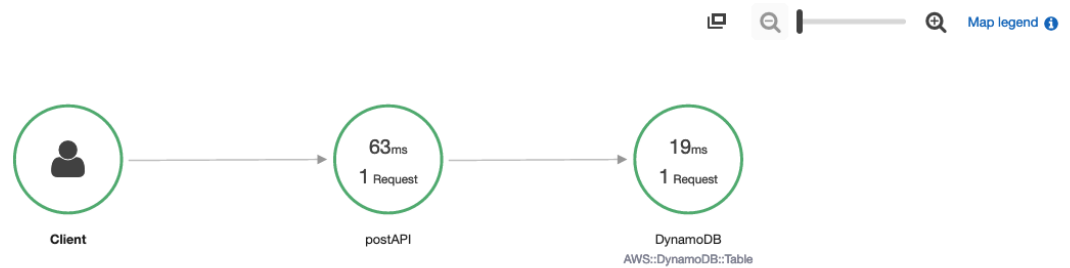 Map legend
63ms
1 Request
19ms
1 Request
Client
postAPI
DynamoDB
AWS::DynamoDB::Table